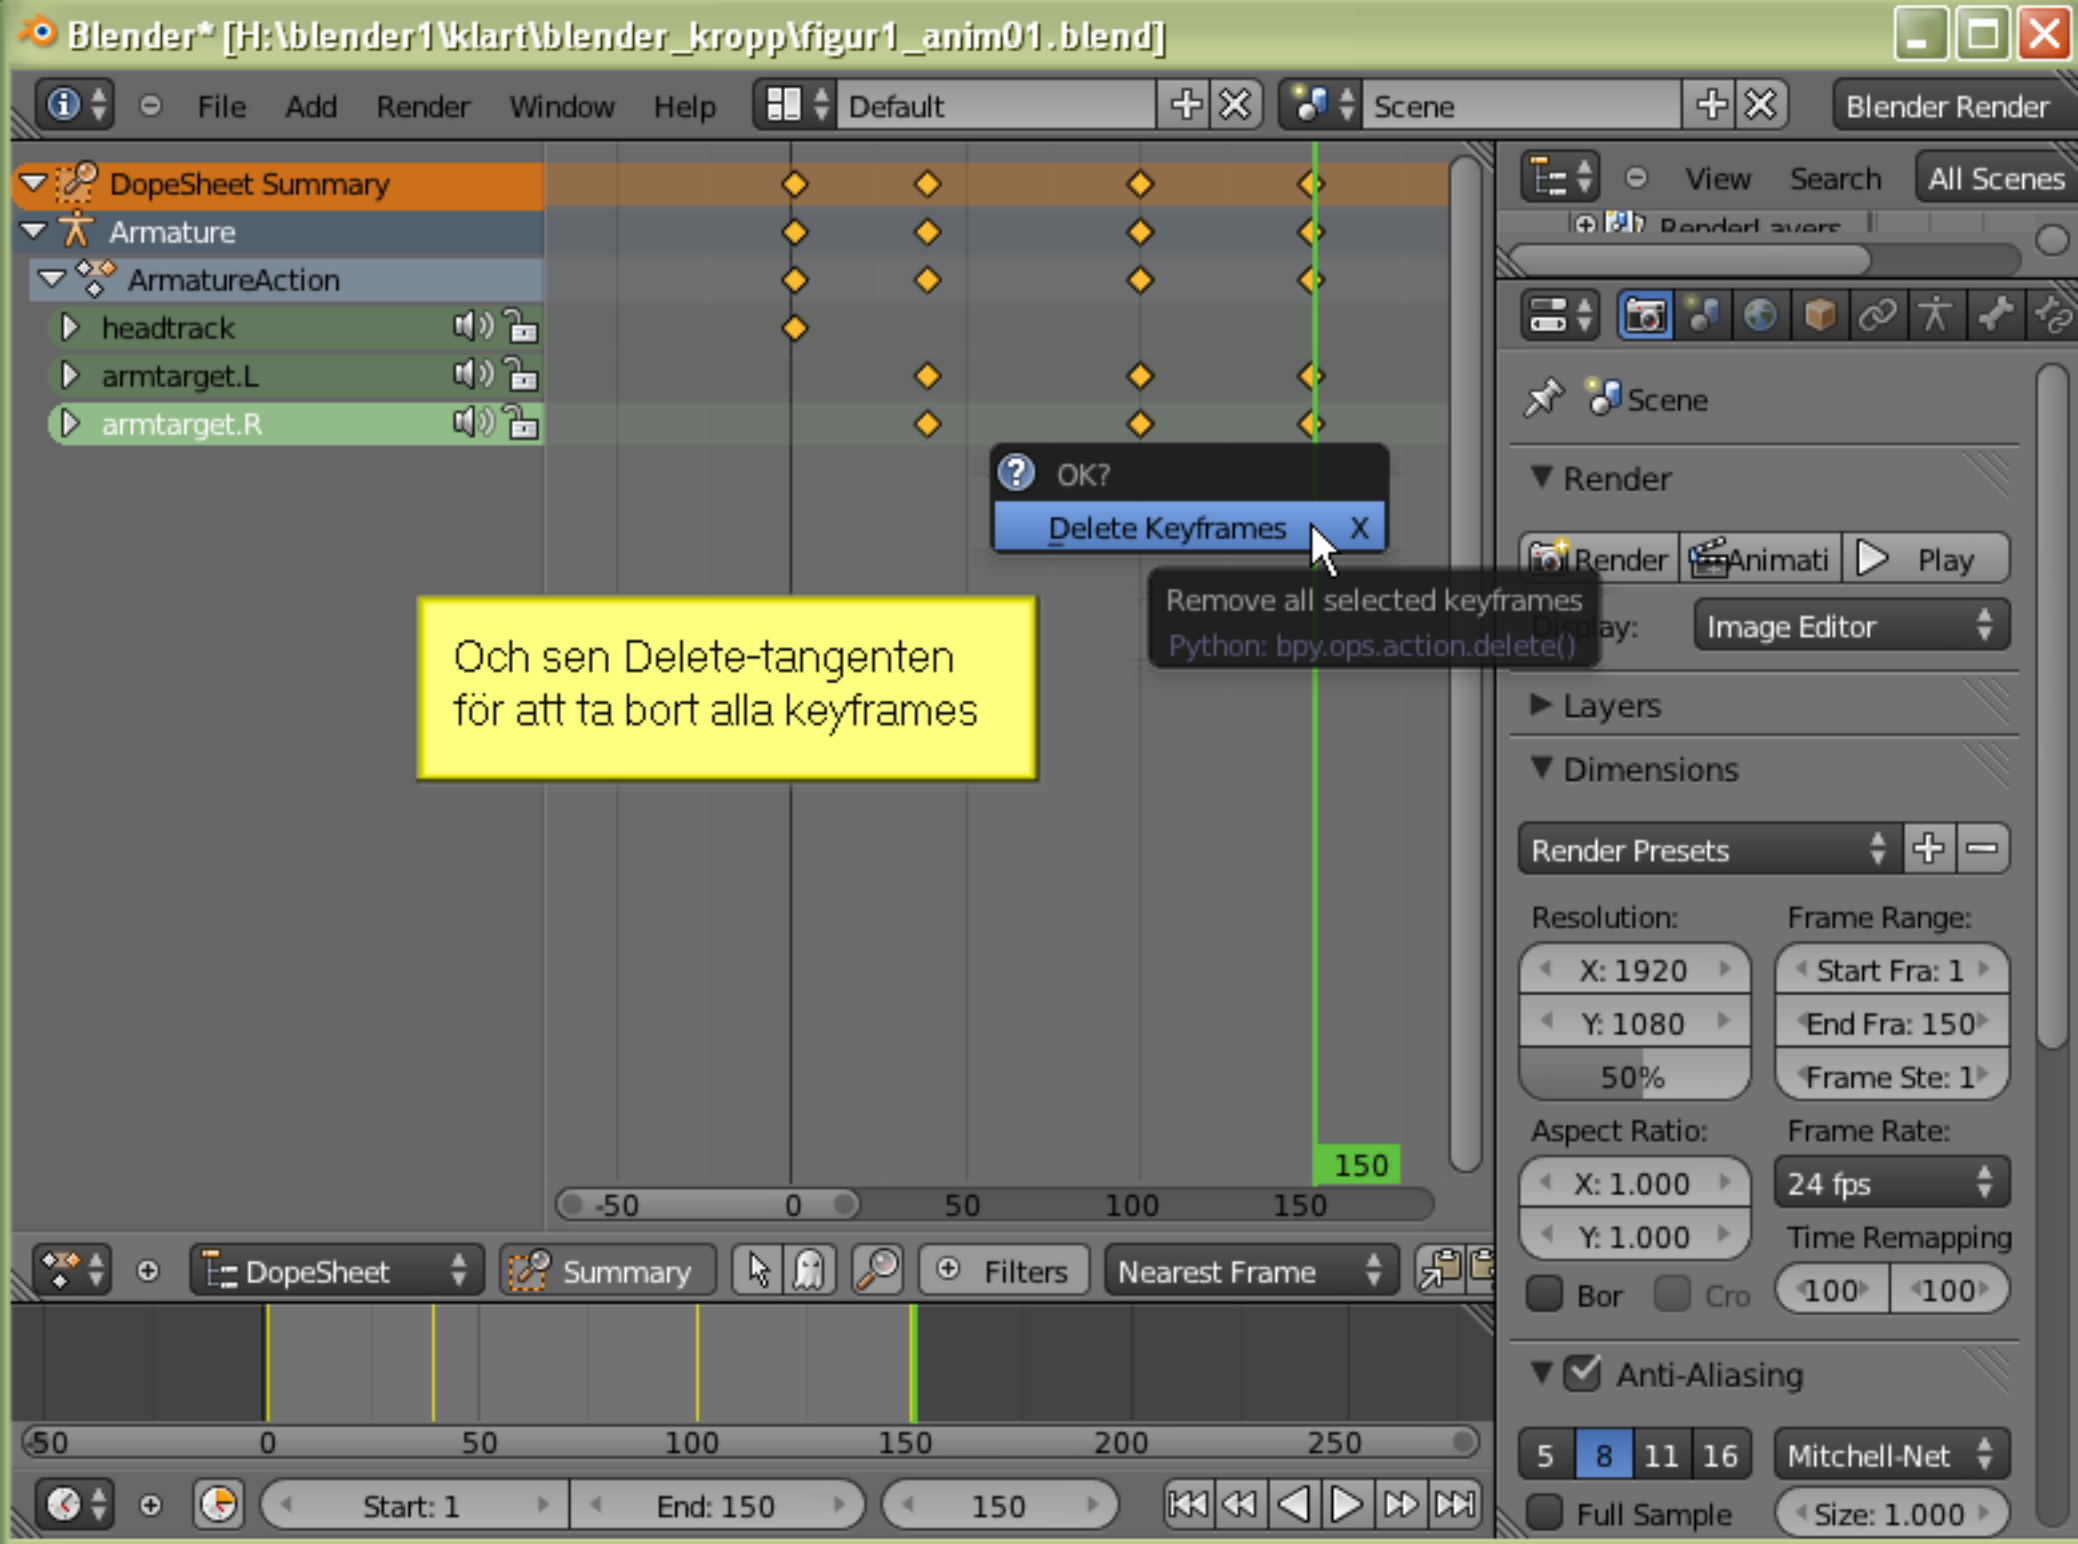 Blender* [H:\blender1\klart\blender_kropp\figur1_anim01.blend]
File Add Render Window Help Default Scene Blender Render
DopeSheet Summary
Armature
ArmatureAction
headtrack
armtarget.L
armtarget.R
OK?
Delete Keyframes X
Remove all selected keyframes
Python: bpy.ops.action.delete()
Och sen Delete-tangenten
för att ta bort alla keyframes
150
-50 0 50 100 150
DopeSheet Summary Filters Nearest Frame
50 0 50 100 150 200 250
Start: 1 End: 150 150
View Search All Scenes
RenderLayers
Scene
Render
Render Animati Play
Image Editor
Layers
Dimensions
Render Presets
Resolution: Frame Range:
X: 1920 Start Fra: 1
Y: 1080 End Fra: 150
50% Frame Ste: 1
Aspect Ratio: Frame Rate:
X: 1.000 24 fps
Y: 1.000 Time Remapping
Bor Cro 100 100
Anti-Aliasing
5 8 11 16 Mitchell-Net
Full Sample Size: 1.000